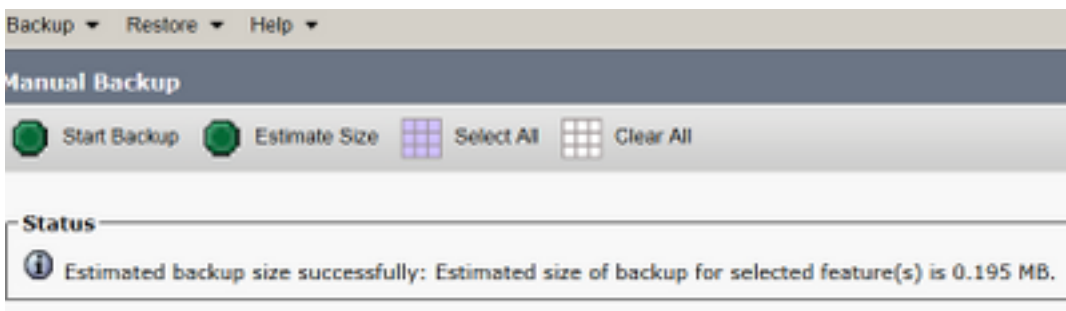 Backup Restore Help
Manual Backup
Start Backup Estimate Size Select All Clear All
Status
Estimated backup size successfully: Estimated size of backup for selected feature(s) is 0.195 MB.